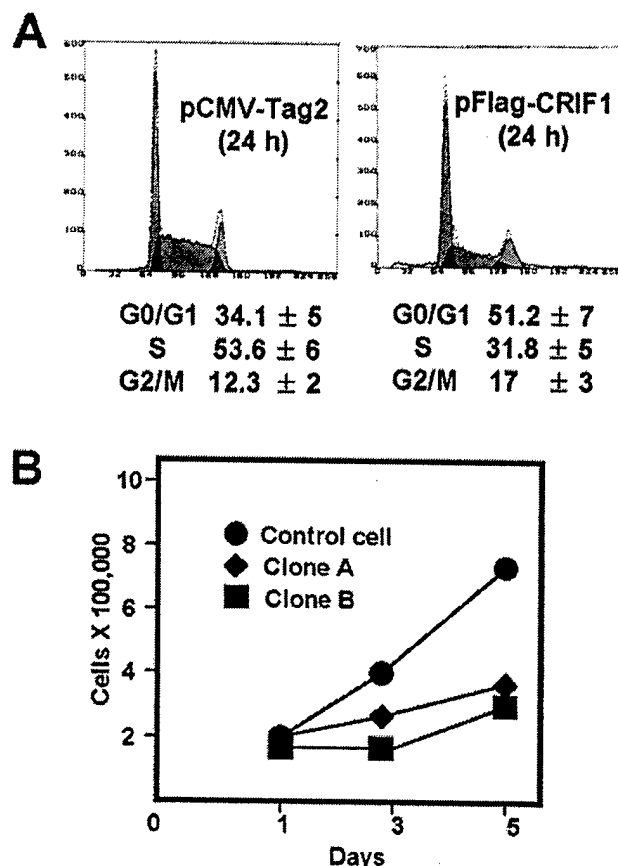 A
pCMV-Tag2
(24 h)
pFlag-CRIF1
(24 h)
G0/G1 34.1 ± 5
S 53.6 ± 6
G2/M 12.3 ± 2
G0/G1 51.2 ± 7
S 31.8 ± 5
G2/M 17 ± 3
B
Cells X 100,000
10
8
6
4
2
Control cell
Clone A
Clone B
0 1 3 5
Days